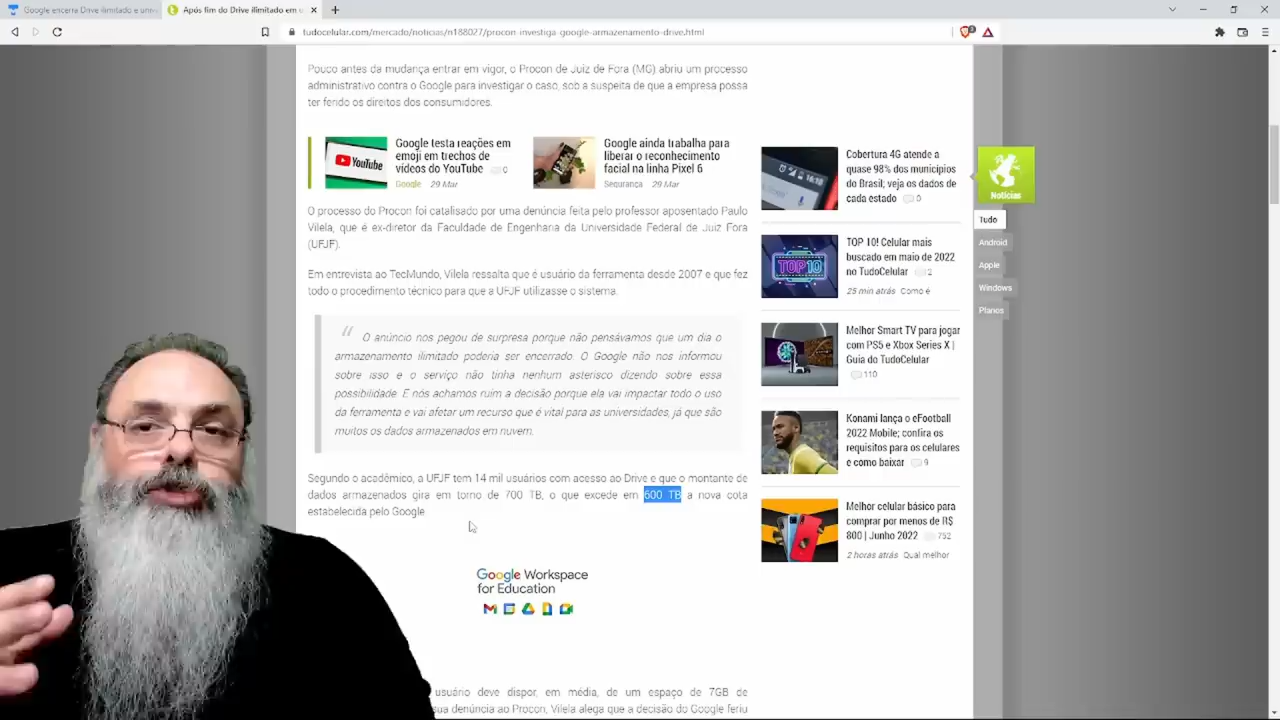 Google encerra Drive ilimitado e unive
Após fim do Drive ilimitado em u
tudocelular.com/mercado/noticias/n188027/procon-investiga-google-armazenamento-drive.html
Pouco antes da mudança entrar em vigor, o Procon de Juiz de Fora (MG) abriu um processo
administrativo contra o Google para investigar o caso, sob a suspeita de que a empresa possa
ter ferido os direitos dos consumidores.
YouTube
Google testa reações em
emoji em trechos de
vídeos do YouTube 0
Google 29 Mar
Google ainda trabalha para
liberar o reconhecimento
facial na linha Pixel 6
Segurança 29 Mar
O processo do Procon foi catalisado por uma denúncia feita pelo professor aposentado Paulo
Vilela, que é ex-diretor da Faculdade de Engenharia da Universidade Federal de Juiz Fora
(UFJF).
Em entrevista ao TecMundo, Vilela ressalta que é usuário da ferramenta desde 2007 e que fez
todo o procedimento técnico para que a UFJF utilizasse o sistema.
“ O anúncio nos pegou de surpresa porque não pensávamos que um dia o
armazenamento ilimitado poderia ser encerrado. O Google não nos informou
sobre isso e o serviço não tinha nenhum asterisco dizendo sobre essa
possibilidade. E nós achamos ruim a decisão porque ela vai impactar todo o uso
da ferramenta e vai afetar um recurso que é vital para as universidades, já que são
muitos os dados armazenados em nuvem.
Segundo o acadêmico, a UFJF tem 14 mil usuários com acesso ao Drive e que o montante de
dados armazenados gira em torno de 700 TB, o que excede em 600 TB a nova cota
estabelecida pelo Google.
Google Workspace
for Education
usuário deve dispor, em média, de um espaço de 7GB de
sua denúncia ao Procon, Vilela alega que a decisão do Google feriu
16:10
Cobertura 4G atende a
quase 98% dos municípios
do Brasil; veja os dados de
cada estado 0
TOP10
TOP 10! Celular mais
buscado em maio de 2022
no TudoCelular 2
25 min atrás Como é
Melhor Smart TV para jogar
com PS5 e Xbox Series X |
Guia do TudoCelular
110
Konami lança o eFootball
2022 Mobile; confira os
requisitos para os celulares
e como baixar 9
Melhor celular básico para
comprar por menos de R$
800 | Junho 2022 752
2 horas atrás Qual melhor
Notícias
Tudo
Android
Apple
Windows
Planos